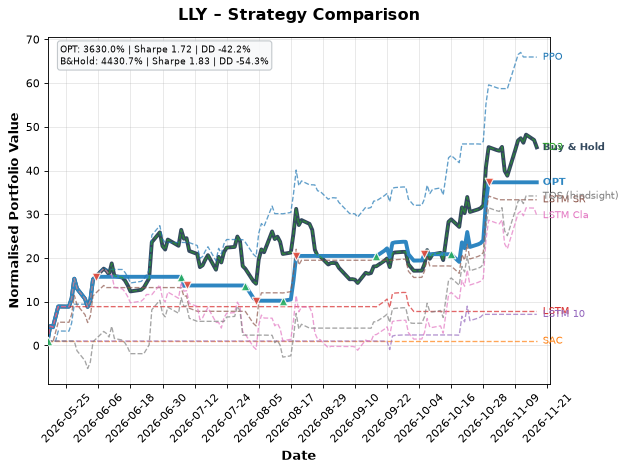 LLY – Strategy Comparison
OPT: 3630.0% | Sharpe 1.72 | DD -42.2%
B&Hold: 4430.7% | Sharpe 1.83 | DD -54.3%
Normalised Portfolio Value
70
60
50
40
30
20
10
0
PPO
Buy & Hold
OPT
TDS (hindsight)
LSTM SR
LSTM Cla
LSTM
LSTM 10
SAC
2026-05-25
2026-06-06
2026-06-18
2026-06-30
2026-07-12
2026-07-24
2026-08-05
2026-08-17
2026-08-29
2026-09-10
2026-09-22
2026-10-04
2026-10-16
2026-10-28
2026-11-09
2026-11-21
Date